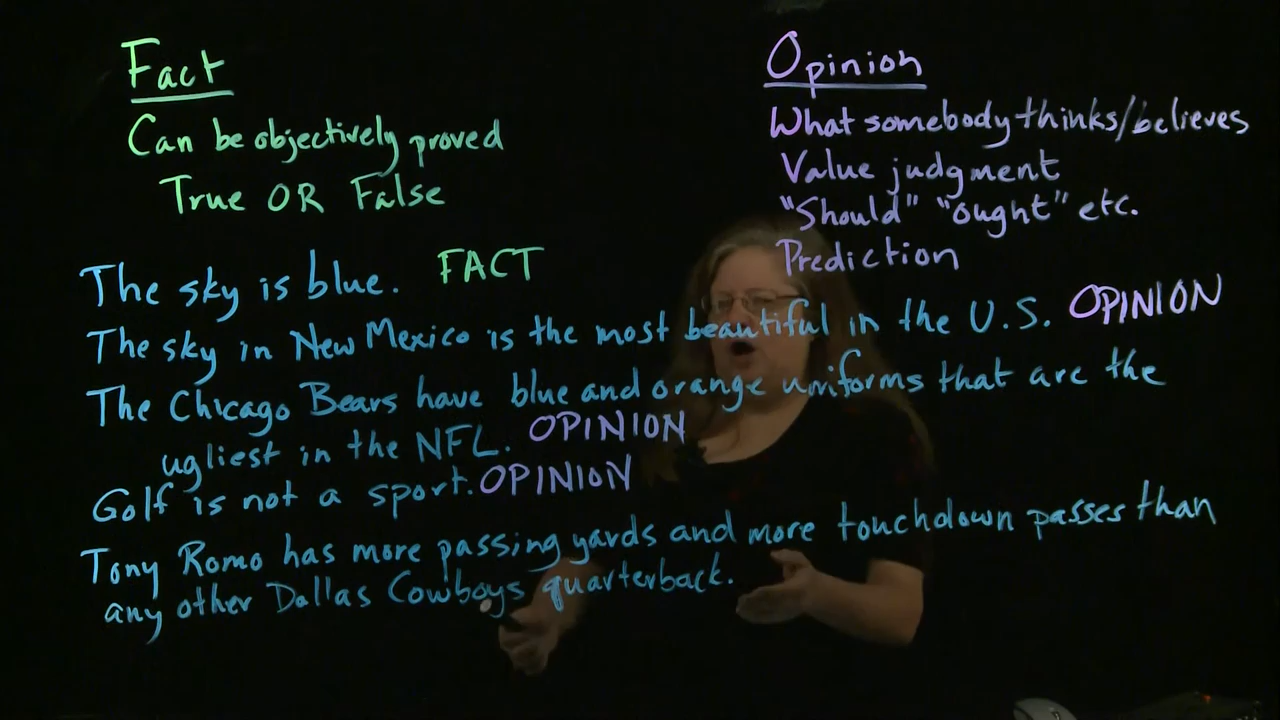 Fact
Can be objectively proved
True OR False
Opinion
What somebody thinks/believes
Value judgment
"Should" "ought" etc.
Prediction
The sky is blue. FACT
The sky in New Mexico is the most beautiful in the U.S. OPINION
The Chicago Bears have blue and orange uniforms that are the
ugliest in the NFL. OPINION
Golf is not a sport. OPINION
Tony Romo has more passing yards and more touchdown passes than
any other Dallas Cowboys quarterback.